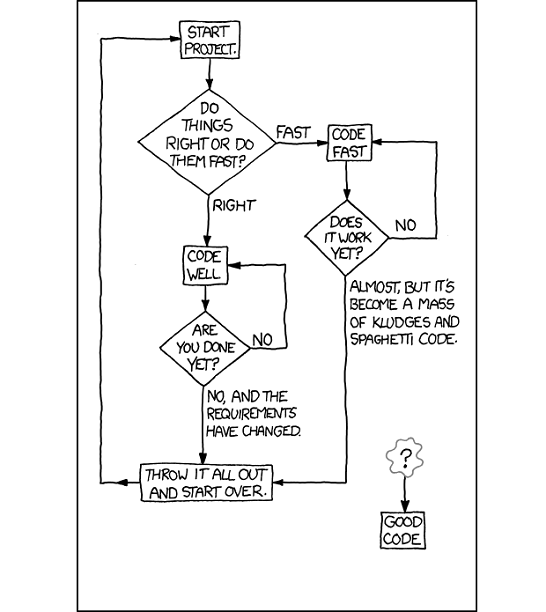 START
PROJECT.
DO
THINGS
RIGHT OR DO
THEM FAST?
FAST
CODE
FAST
RIGHT
DOES
IT WORK
YET?
NO
CODE
WELL
ALMOST, BUT IT'S
BECOME A MASS
OF KLUDGES AND
SPAGHETTI CODE.
ARE
YOU DONE
YET?
NO
NO, AND THE
REQUIREMENTS
HAVE CHANGED.
THROW IT ALL OUT
AND START OVER.
?
GOOD
CODE